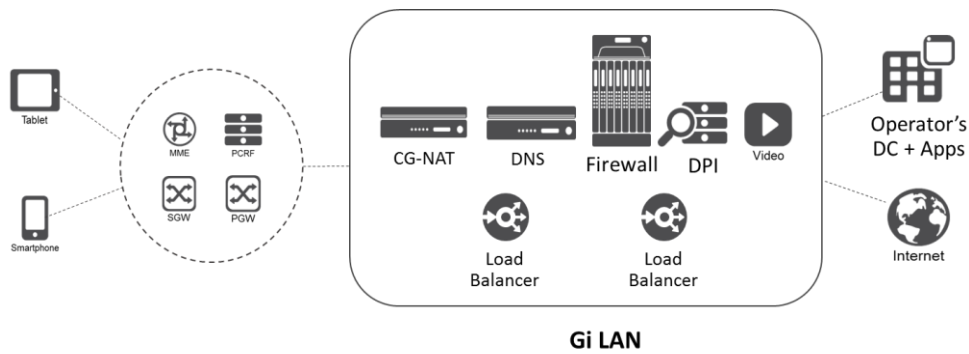 Tablet
Smartphone
MME
PCRF
SGW
PGW
CG-NAT
DNS
Firewall
DPI
Video
Load
Balancer
Load
Balancer
Operator's
DC + Apps
Internet
Gi LAN